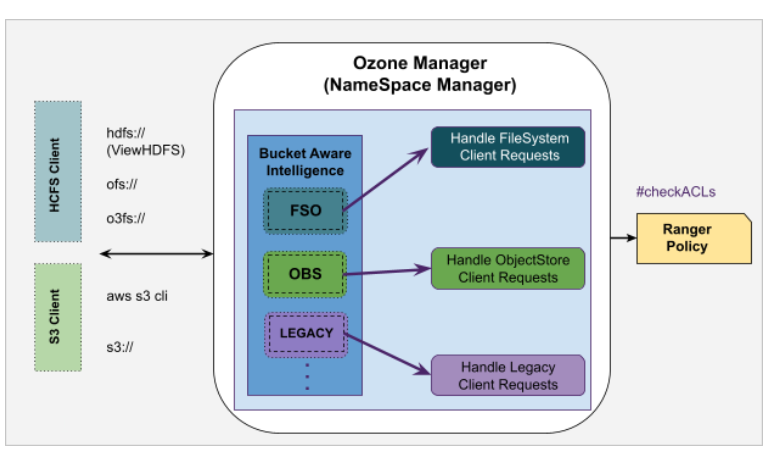 Ozone Manager
(NameSpace Manager)
HCFS Client
hdfs://
(ViewHDFS)
ofs://
o3fs://
S3 Client
aws s3 cli
s3://
Bucket Aware
Intelligence
FSO
OBS
LEGACY
Handle FileSystem
Client Requests
Handle ObjectStore
Client Requests
Handle Legacy
Client Requests
#checkACLs
Ranger
Policy